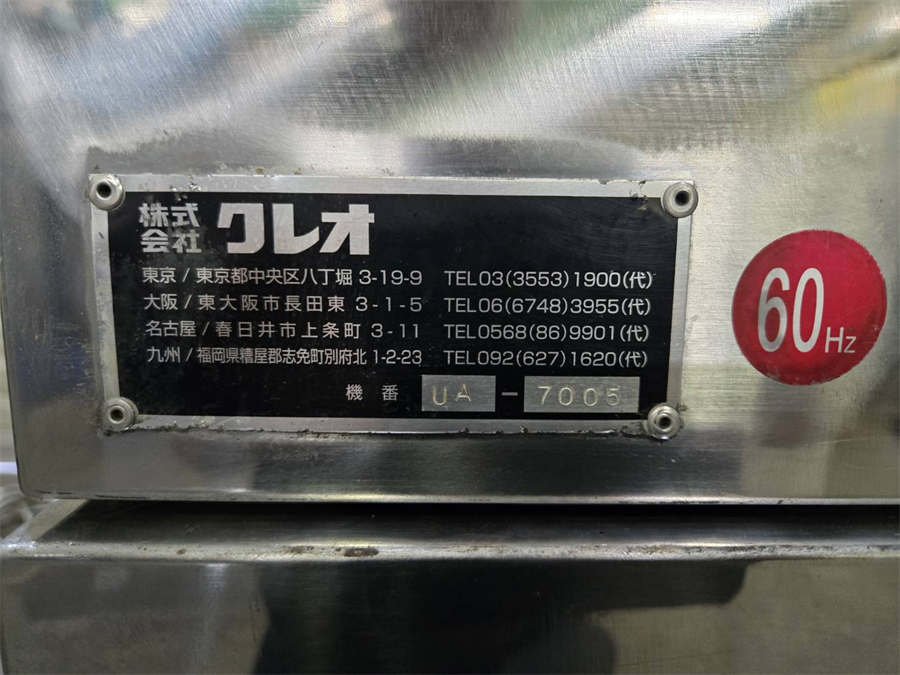 株式会社 クレオ
東京 / 東京都中央区八丁堀 3-19-9 TEL03(3553)1900(代)
大阪 / 東大阪市長田東 3-1-5 TEL06(6748)3955(代)
名古屋 / 春日井市上条町 3-11 TEL0568(86)9901(代)
九州 / 福岡県糟屋郡志免町別府北 1-2-23 TEL092(627)1620(代)
機番 UA - 7005
60Hz